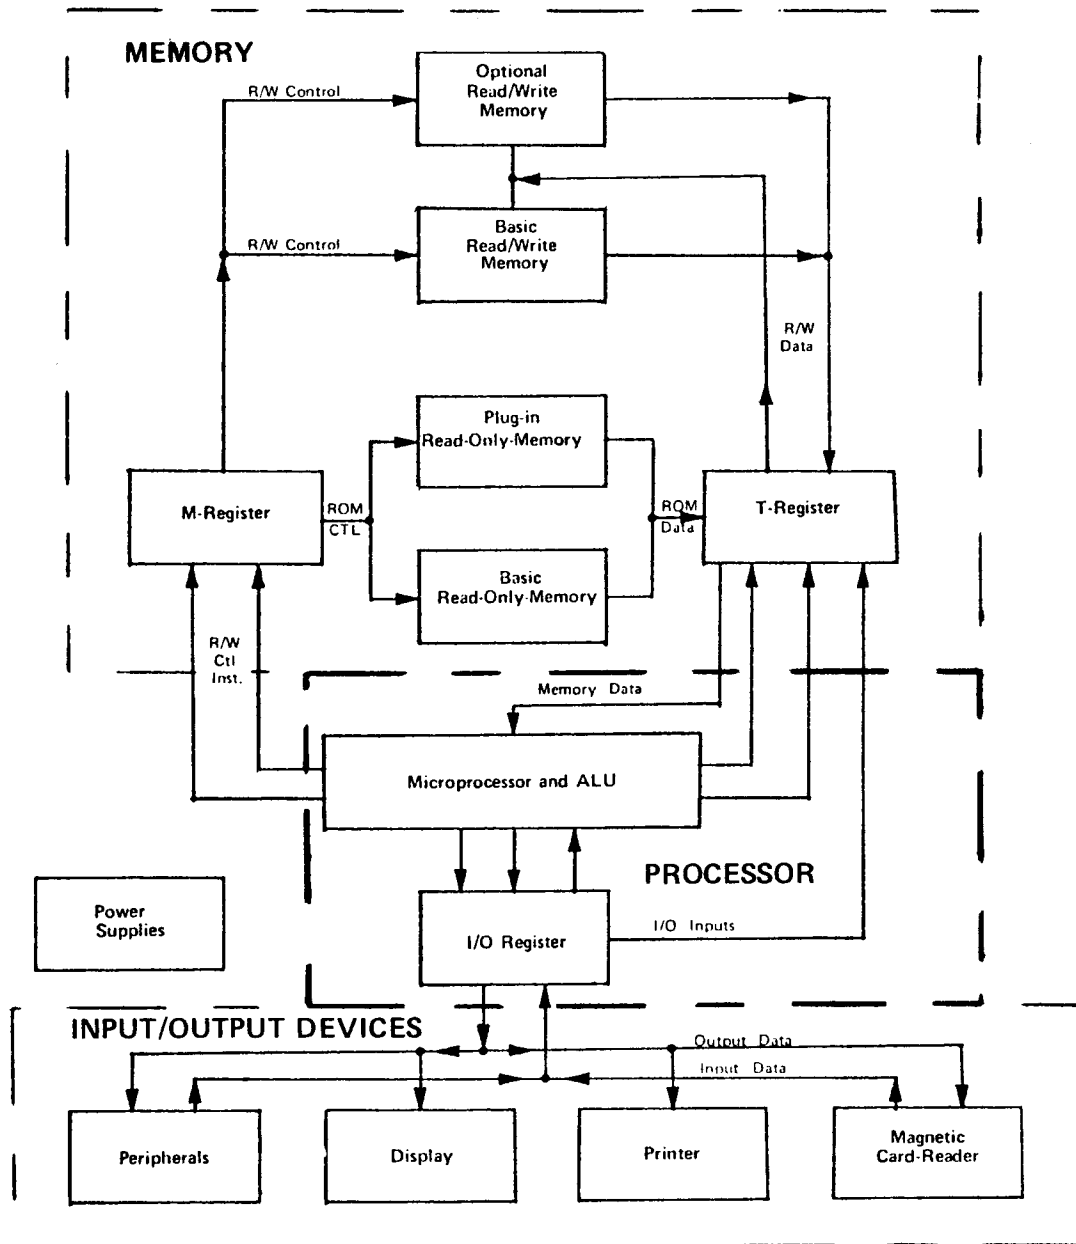 MEMORY
Optional
Read/Write
Memory
R/W Control
Basic
Read/Write
Memory
R/W Control
R/W
Data
Plug-in
Read-Only-Memory
M-Register
ROM
CTL
ROM
Data
T-Register
Basic
Read-Only-Memory
R/W
Ctl
Inst.
Memory Data
Microprocessor and ALU
PROCESSOR
Power
Supplies
I/O Register
I/O Inputs
INPUT/OUTPUT DEVICES
Output Data
Input Data
Peripherals
Display
Printer
Magnetic
Card-Reader